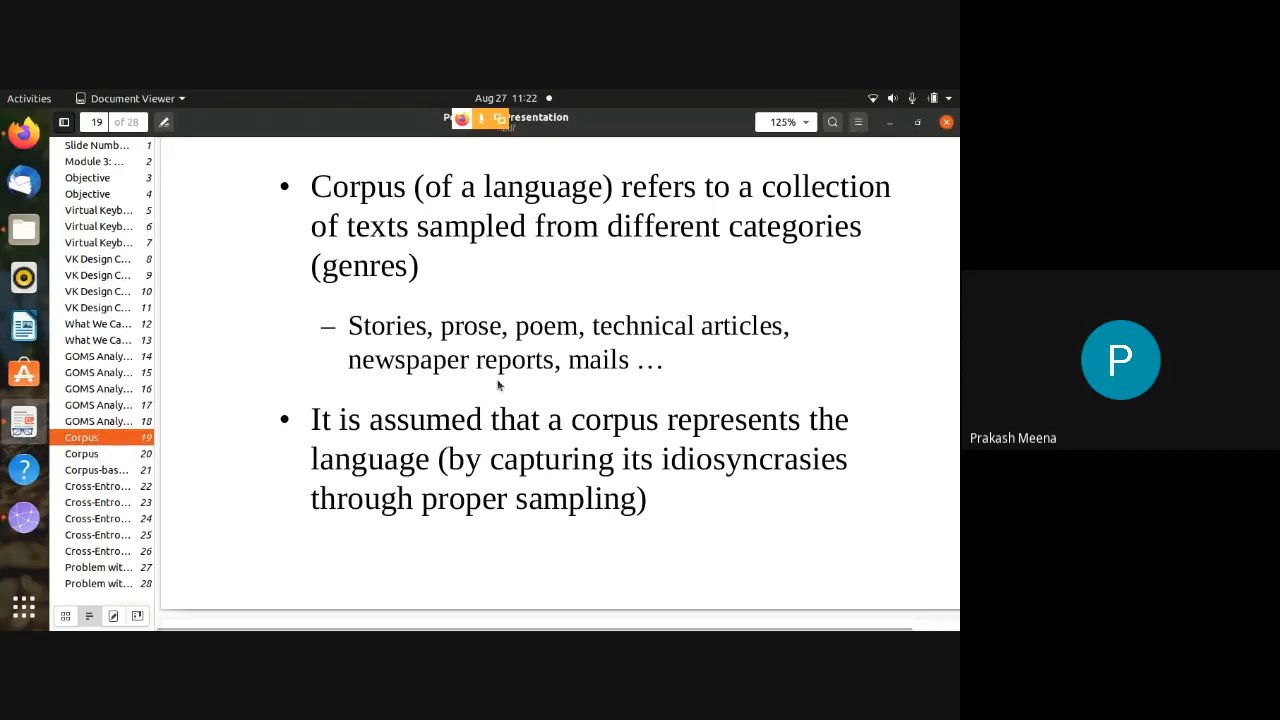 Activities
Document Viewer
Aug 27 11:22
19 of 28
Presentation
125%
Slide Numb... 1
Module 3: ... 2
Objective 3
Objective 4
Virtual Keyb... 5
Virtual Keyb... 6
Virtual Keyb... 7
VK Design C... 8
VK Design C... 9
VK Design C... 10
VK Design C... 11
What We Ca... 12
What We Ca... 13
GOMS Analy... 14
GOMS Analy... 15
GOMS Analy... 16
GOMS Analy... 17
GOMS Analy... 18
Corpus 19
Corpus 20
Corpus-bas... 21
Cross-Entro... 22
Cross-Entro... 23
Cross-Entro... 24
Cross-Entro... 25
Cross-Entro... 26
Problem wit... 27
Problem wit... 28
• Corpus (of a language) refers to a collection
of texts sampled from different categories
(genres)
– Stories, prose, poem, technical articles,
newspaper reports, mails …
• It is assumed that a corpus represents the
language (by capturing its idiosyncrasies
through proper sampling)
P
Prakash Meena